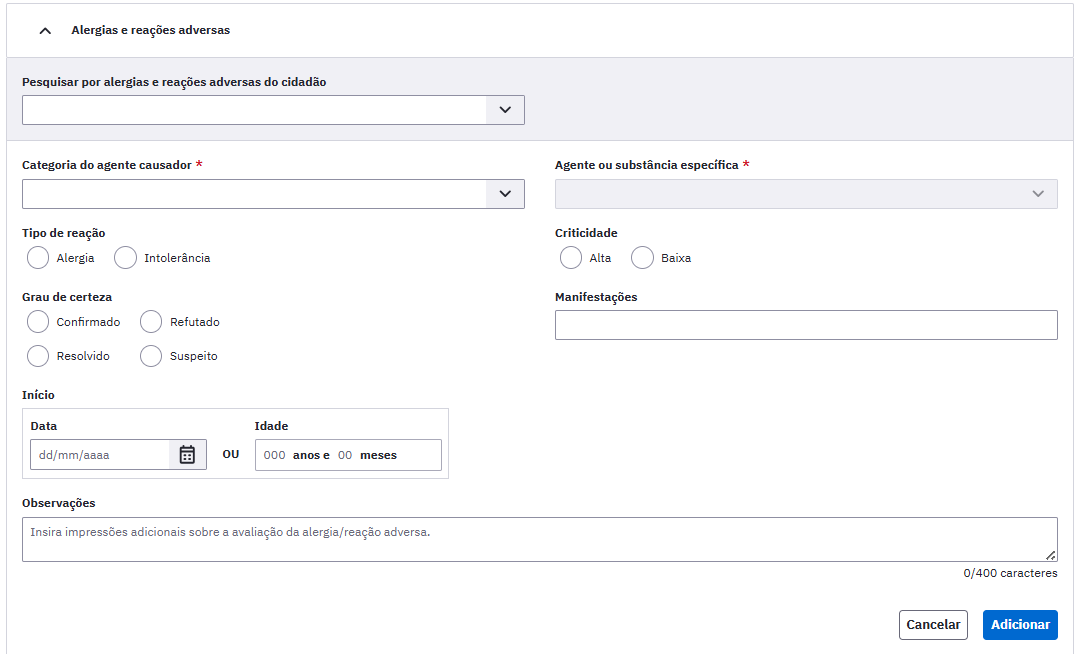 Alergias e reações adversas
Pesquisar por alergias e reações adversas do cidadão
Categoria do agente causador *
Agente ou substância específica *
Tipo de reação
Alergia Intolerância
Criticidade
Alta Baixa
Grau de certeza
Confirmado Refutado
Resolvido Suspeito
Manifestações
Início
Data
dd/mm/aaaa
OU
Idade
000 anos e 00 meses
Observações
Insira impressões adicionais sobre a avaliação da alergia/reação adversa.
0/400 caracteres
Cancelar Adicionar